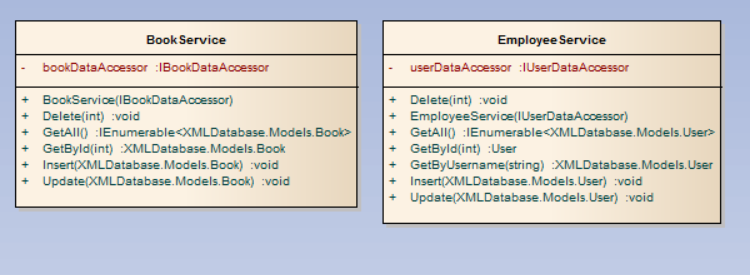 BookService
- bookDataAccessor :IBookDataAccessor
+ BookService(IBookDataAccessor)
+ Delete(int) :void
+ GetAll() :IEnumerable<XMLDatabase.Models.Book>
+ GetById(int) :XMLDatabase.Models.Book
+ Insert(XMLDatabase.Models.Book) :void
+ Update(XMLDatabase.Models.Book) :void
EmployeeService
- userDataAccessor :IUserDataAccessor
+ Delete(int) :void
+ EmployeeService(IUserDataAccessor)
+ GetAll() :IEnumerable<XMLDatabase.Models.User>
+ GetById(int) :User
+ GetByUsername(string) :XMLDatabase.Models.User
+ Insert(XMLDatabase.Models.User) :void
+ Update(XMLDatabase.Models.User) :void